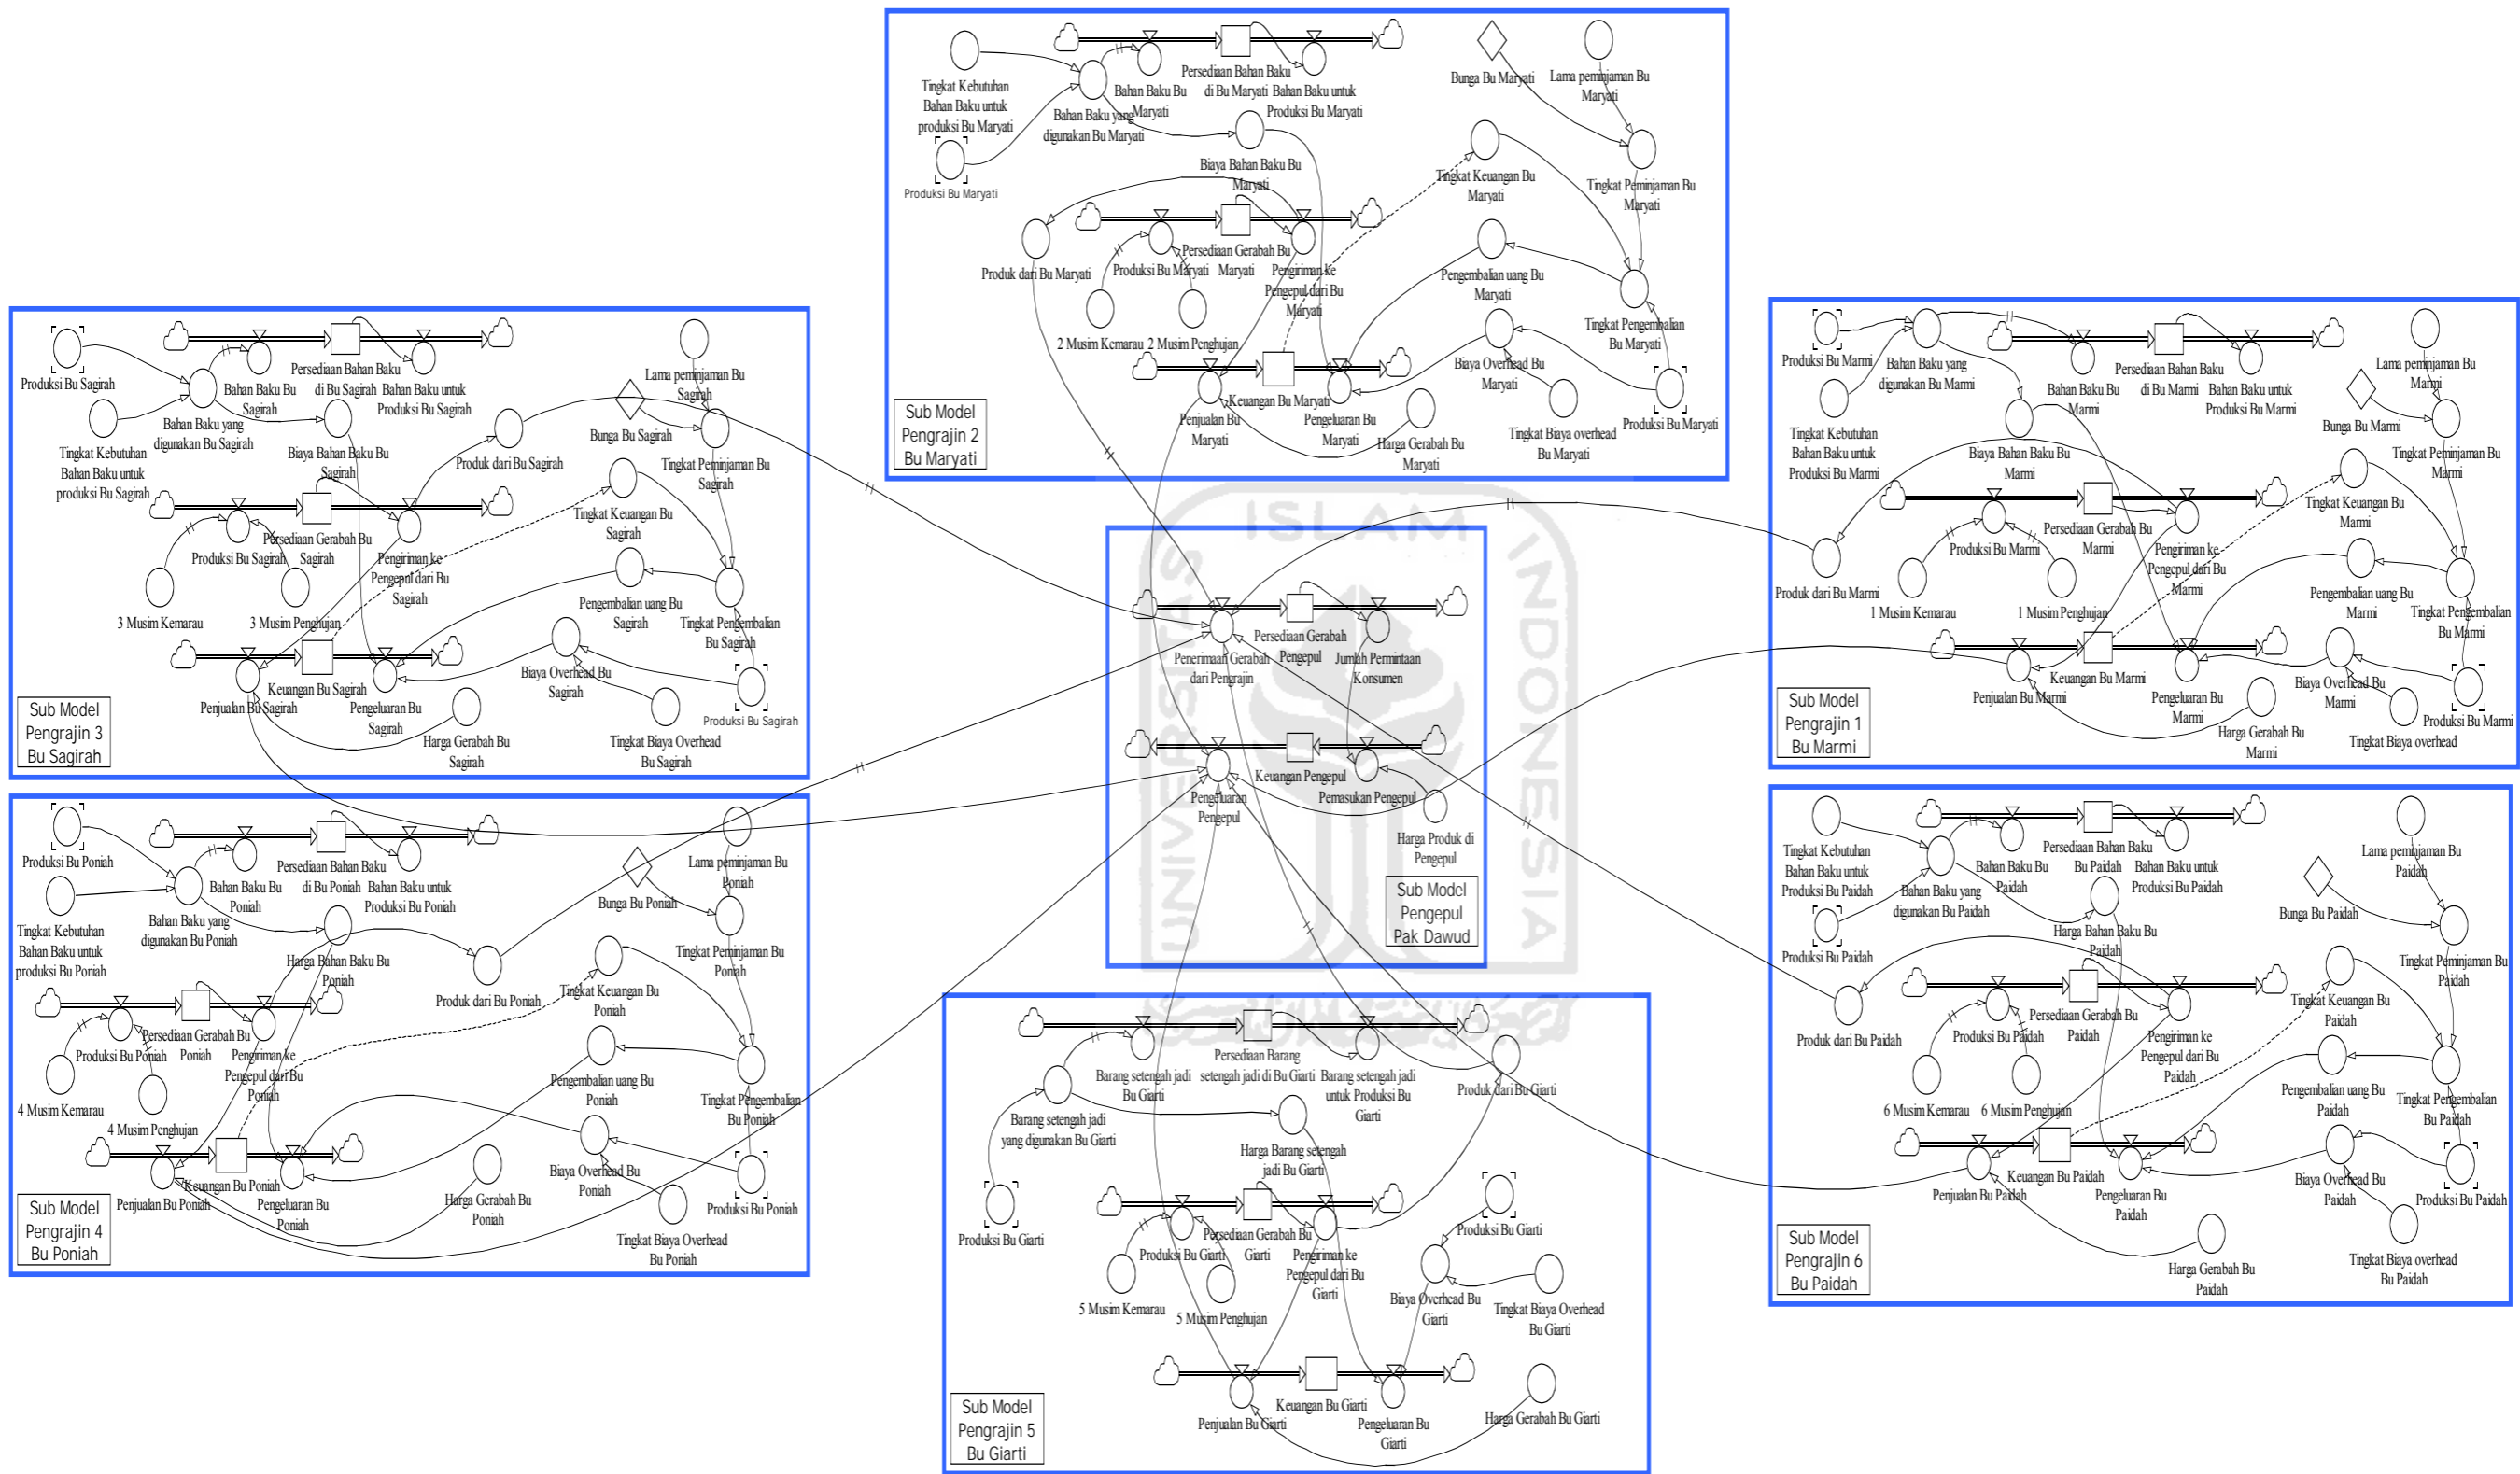 Tingkat Kebutuhan
Bahan Baku untuk
produksi Bu Maryati
Produksi Bu Maryati
Bahan Baku yang
digunakan Bu Maryati
Bahan Baku Bu
Maryati
Persediaan Bahan Baku
di Bu Maryati
Bahan Baku untuk
Produksi Bu Maryati
Bunga Bu Maryati
Lama peminjaman Bu
Maryati
Biaya Bahan Baku Bu
Maryati
Tingkat Keuangan Bu
Maryati
Tingkat Peminjaman Bu
Maryati
Produk dari Bu Maryati
Produksi Bu Maryati
Persediaan Gerabah Bu
Maryati
Pengiriman ke
Pengepul dari Bu
Maryati
Pengembalian uang Bu
Maryati
2 Musim Kemarau
2 Musim Penghujan
Tingkat Pengembalian
Bu Maryati
Biaya Overhead Bu
Maryati
Penjualan Bu
Maryati
Keuangan Bu Maryati
Pengeluaran Bu
Maryati
Harga Gerabah Bu
Maryati
Tingkat Biaya overhead
Bu Maryati
Produksi Bu Maryati
Sub Model
Pengrajin 2
Bu Maryati
Produksi Bu Sagirah
Tingkat Kebutuhan
Bahan Baku untuk
produksi Bu Sagirah
Bahan Baku yang
digunakan Bu Sagirah
Bahan Baku Bu
Sagirah
Persediaan Bahan Baku
di Bu Sagirah
Bahan Baku untuk
Produksi Bu Sagirah
Biaya Bahan Baku Bu
Sagirah
Produk dari Bu Sagirah
Bunga Bu Sagirah
Lama peminjaman Bu
Sagirah
Tingkat Peminjaman Bu
Sagirah
Tingkat Keuangan Bu
Sagirah
Produksi Bu Sagirah
Persediaan Gerabah Bu
Sagirah
Pengiriman ke
Pengepul dari Bu
Sagirah
3 Musim Kemarau
3 Musim Penghujan
Pengembalian uang Bu
Sagirah
Tingkat Pengembalian
Bu Sagirah
Penjualan Bu Sagirah
Keuangan Bu Sagirah
Pengeluaran Bu
Sagirah
Biaya Overhead Bu
Sagirah
Harga Gerabah Bu
Sagirah
Tingkat Biaya Overhead
Bu Sagirah
Produksi Bu Sagirah
Sub Model
Pengrajin 3
Bu Sagirah
Produksi Bu Marmi
Tingkat Kebutuhan
Bahan Baku untuk
Produksi Bu Marmi
Bahan Baku yang
digunakan Bu Marmi
Bahan Baku Bu
Marmi
Persediaan Bahan Baku
di Bu Marmi
Bahan Baku untuk
Produksi Bu Marmi
Lama peminjaman Bu
Marmi
Bunga Bu Marmi
Biaya Bahan Baku Bu
Marmi
Tingkat Peminjaman Bu
Marmi
Tingkat Keuangan Bu
Marmi
Produk dari Bu Marmi
Produksi Bu Marmi
Persediaan Gerabah Bu
Marmi
Pengiriman ke
Pengepul dari Bu
Marmi
1 Musim Kemarau
1 Musim Penghujan
Pengembalian uang Bu
Marmi
Tingkat Pengembalian
Bu Marmi
Penjualan Bu Marmi
Keuangan Bu Marmi
Pengeluaran Bu
Marmi
Biaya Overhead Bu
Marmi
Harga Gerabah Bu
Marmi
Tingkat Biaya overhead
Produksi Bu Marmi
Sub Model
Pengrajin 1
Bu Marmi
UNIVERSITAS ISLAM INDONESIA
Penerimaan Gerabah
dari Pengrajin
Persediaan Gerabah
Pengepul
Jumlah Permintaan
Konsumen
Pengeluaran
Pengepul
Keuangan Pengepul
Pemasukan Pengepul
Harga Produk di
Pengepul
Sub Model
Pengepul
Pak Dawud
Produksi Bu Poniah
Tingkat Kebutuhan
Bahan Baku untuk
produksi Bu Poniah
Bahan Baku yang
digunakan Bu Poniah
Bahan Baku Bu
Poniah
Persediaan Bahan Baku
di Bu Poniah
Bahan Baku untuk
Produksi Bu Poniah
Harga Bahan Baku Bu
Poniah
Bunga Bu Poniah
Lama peminjaman Bu
Poniah
Tingkat Peminjaman Bu
Poniah
Produk dari Bu Poniah
Tingkat Keuangan Bu
Poniah
Produksi Bu Poniah
Persediaan Gerabah Bu
Poniah
Pengiriman ke
Pengepul dari Bu
Poniah
4 Musim Kemarau
4 Musim Penghujan
Pengembalian uang Bu
Poniah
Tingkat Pengembalian
Bu Poniah
Penjualan Bu Poniah
Keuangan Bu Poniah
Pengeluaran Bu
Poniah
Harga Gerabah Bu
Poniah
Biaya Overhead Bu
Poniah
Tingkat Biaya Overhead
Bu Poniah
Produksi Bu Poniah
Sub Model
Pengrajin 4
Bu Poniah
Barang setengah jadi
yang digunakan Bu Giarti
Barang setengah jadi
Bu Giarti
Persediaan Barang
setengah jadi di Bu Giarti
Barang setengah jadi
untuk Produksi Bu
Giarti
Produk dari Bu Giarti
Harga Barang setengah
jadi Bu Giarti
Produksi Bu Giarti
Produksi Bu Giarti
Persediaan Gerabah Bu
Giarti
Pengiriman ke
Pengepul dari Bu
Giarti
Produksi Bu Giarti
5 Musim Kemarau
5 Musim Penghujan
Biaya Overhead Bu
Giarti
Tingkat Biaya Overhead
Bu Giarti
Penjualan Bu Giarti
Keuangan Bu Giarti
Pengeluaran Bu
Giarti
Harga Gerabah Bu Giarti
Sub Model
Pengrajin 5
Bu Giarti
Tingkat Kebutuhan
Bahan Baku untuk
Produksi Bu Paidah
Produksi Bu Paidah
Bahan Baku yang
digunakan Bu Paidah
Bahan Baku Bu
Paidah
Persediaan Bahan Baku
Bu Paidah
Bahan Baku untuk
Produksi Bu Paidah
Harga Bahan Baku Bu
Paidah
Lama peminjaman Bu
Paidah
Bunga Bu Paidah
Tingkat Peminjaman Bu
Paidah
Tingkat Keuangan Bu
Paidah
Produk dari Bu Paidah
Produksi Bu Paidah
Persediaan Gerabah Bu
Paidah
Pengiriman ke
Pengepul dari Bu
Paidah
6 Musim Kemarau
6 Musim Penghujan
Pengembalian uang Bu
Paidah
Tingkat Pengembalian
Bu Paidah
Penjualan Bu Paidah
Keuangan Bu Paidah
Pengeluaran Bu
Paidah
Biaya Overhead Bu
Paidah
Produksi Bu Paidah
Harga Gerabah Bu
Paidah
Tingkat Biaya overhead
Bu Paidah
Sub Model
Pengrajin 6
Bu Paidah